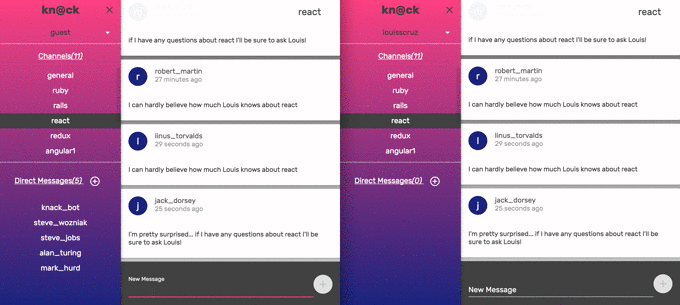 kn@ck
×
guest
Channels(11)
general
ruby
rails
react
redux
angular1
Direct Messages(5)
knack_bot
steve_wozniak
steve_jobs
alan_turing
mark_hurd
react
if I have any questions about react I'll be sure to ask Louis!
r
robert_martin
27 minutes ago
I can hardly believe how much Louis knows about react
l
linus_torvalds
29 seconds ago
I can hardly believe how much Louis knows about react
j
jack_dorsey
25 seconds ago
I'm pretty surprised... if I have any questions about react I'll be
sure to ask Louis!
New Message
+
kn@ck
×
louisscruz
Channels(11)
general
ruby
rails
react
redux
angular1
Direct Messages(0)
react
if I have any questions about react I'll be sure to ask Louis!
r
robert_martin
27 minutes ago
I can hardly believe how much Louis knows about react
l
linus_torvalds
29 seconds ago
I can hardly believe how much Louis knows about react
j
jack_dorsey
25 seconds ago
I'm pretty surprised... if I have any questions about react I'll be
sure to ask Louis!
New Message
+